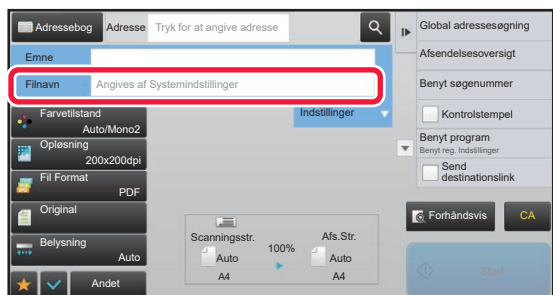 Adressebog
Adresse
Tryk for at angive adresse
Emne
Filnavn
Angives af Systemindstillinger
Farvetilstand
Auto/Mono2
Opløsning
200x200dpi
Fil Format
PDF
Original
Belysning
Auto
Andet
Indstillinger
Scanningsstr.
Auto
A4
100%
Afs.Str.
Auto
A4
Global adressesøgning
Afsendelsesoversigt
Benyt søgenummer
Kontrolstempel
Benyt program
Benyt reg. Indstillinger
Send
destinationslink
Forhåndsvis
CA
Start